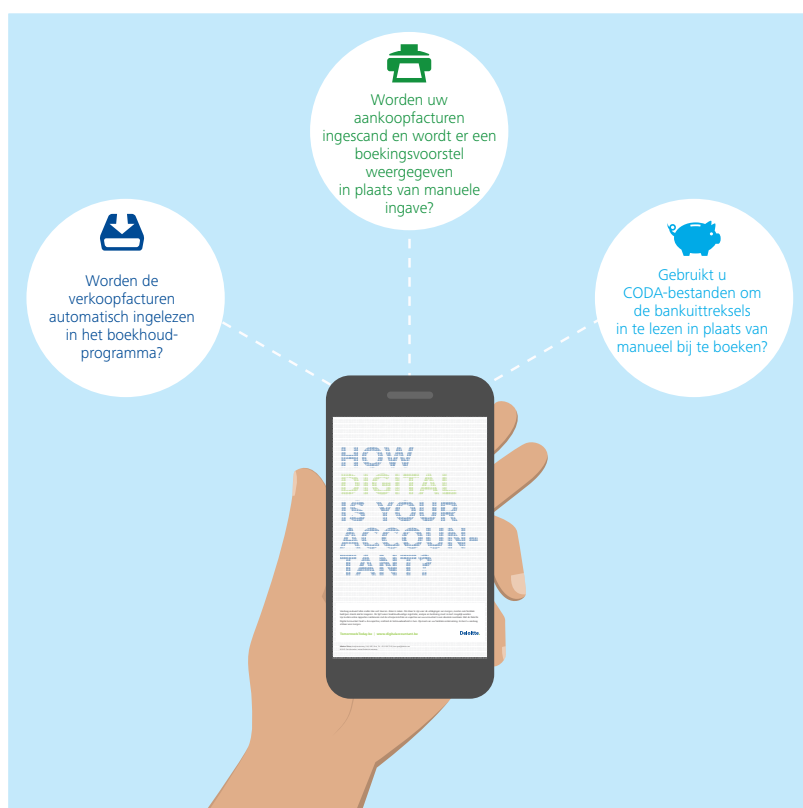 Worden uw
aankoopfacturen
ingescand en wordt er een
boekingsvoorstel
weergegeven
in plaats van manuele
ingave?
Worden de
verkoopfacturen
automatisch ingelezen
in het boekhoud-
programma?
Gebruikt u
CODA-bestanden om
de bankuittreksels
in te lezen in plaats van
manueel bij te boeken?
HOW
DIGITAL
IS YOUR
ACCOUN-
TANT?
Deloitte.